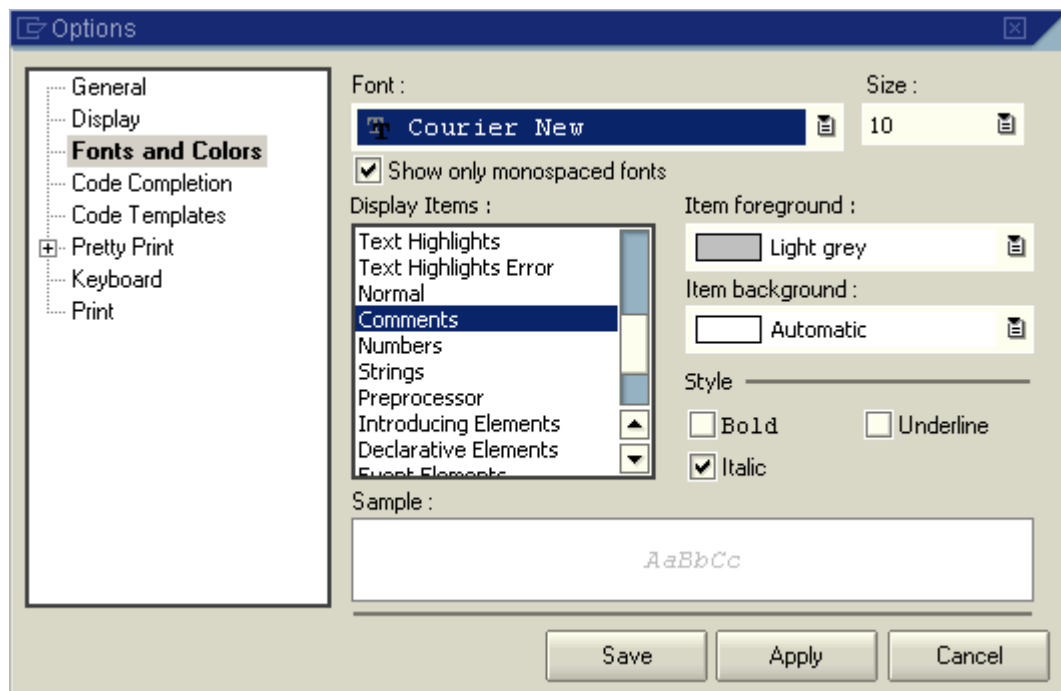 Options
General
Display
Fonts and Colors
Code Completion
Code Templates
Pretty Print
Keyboard
Print
Font :
Size :
Courier New
10
Show only monospaced fonts
Display Items :
Text Highlights
Text Highlights Error
Normal
Comments
Numbers
Strings
Preprocessor
Introducing Elements
Declarative Elements
Event Elements
Item foreground :
Light grey
Item background :
Automatic
Style
Bold
Underline
Italic
Sample :
AaBbCc
Save
Apply
Cancel